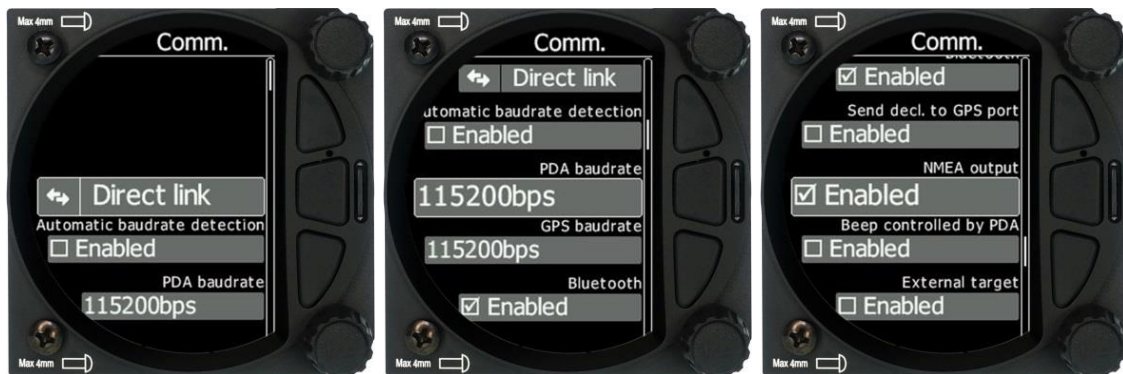 Max 4mm
Comm.
Direct link
Automatic baudrate detection
Enabled
PDA baudrate
115200bps
Max 4mm
Max 4mm
Comm.
Direct link
utomatic baudrate detection
Enabled
PDA baudrate
115200bps
GPS baudrate
115200bps
Bluetooth
Enabled
Max 4mm
Max 4mm
Comm.
Bluetooth
Enabled
Send decl. to GPS port
Enabled
NMEA output
Enabled
Beep controlled by PDA
Enabled
External target
Enabled
Max 4mm